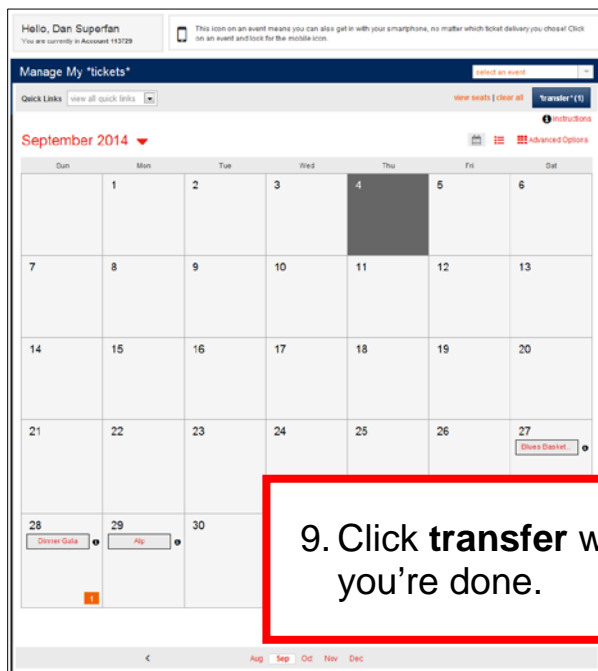 Hello, Dan Superfan
You are currently in Account 113729
This icon on an event means you can also get in with your smartphone, no matter which ticket delivery you chose! Click
on an event and look for the mobile icon.
Manage My *tickets*
select an event
Quick Links view all quick links
view seats | clear all *transfer* (1)
instructions
September 2014
Advanced Options
Sun Mon Tue Wed Thu Fri Sat
1 2 3 4 5 6
7 8 9 10 11 12 13
14 15 16 17 18 19 20
21 22 23 24 25 26 27
Blues Basket..
28 29 30
Dinner Gala Alp
1
9. Click transfer w
you're done.
< Aug Sep Oct Nov Dec